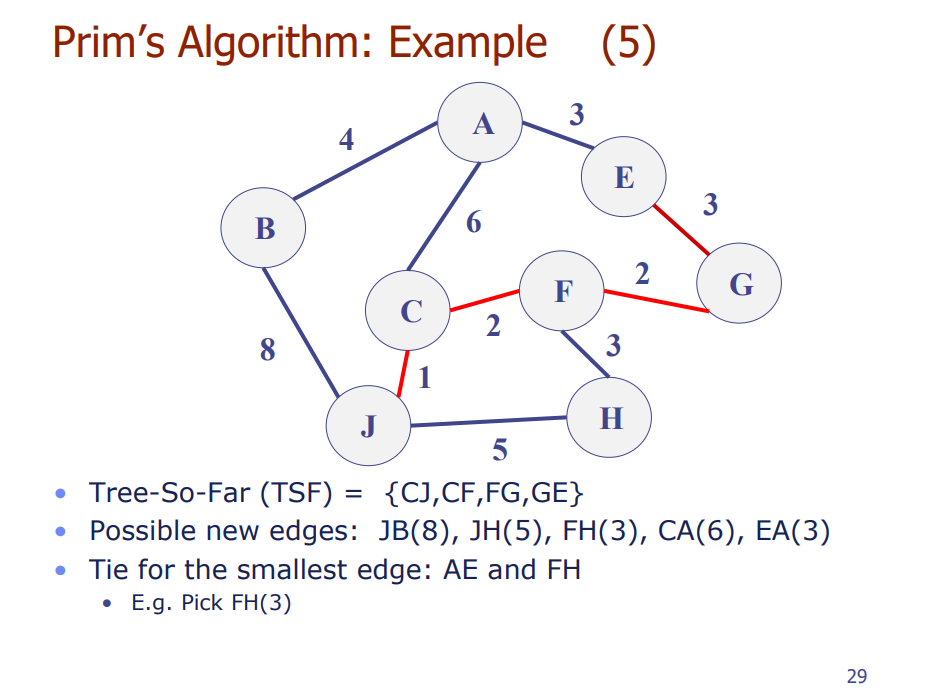 Prim's Algorithm: Example (5)
A
3
4
E
3
B
6
F
2
G
C
2
3
8
1
H
J
5
• Tree-So-Far (TSF) = {CJ,CF,FG,GE}
• Possible new edges: JB(8), JH(5), FH(3), CA(6), EA(3)
• Tie for the smallest edge: AE and FH
• E.g. Pick FH(3)
29